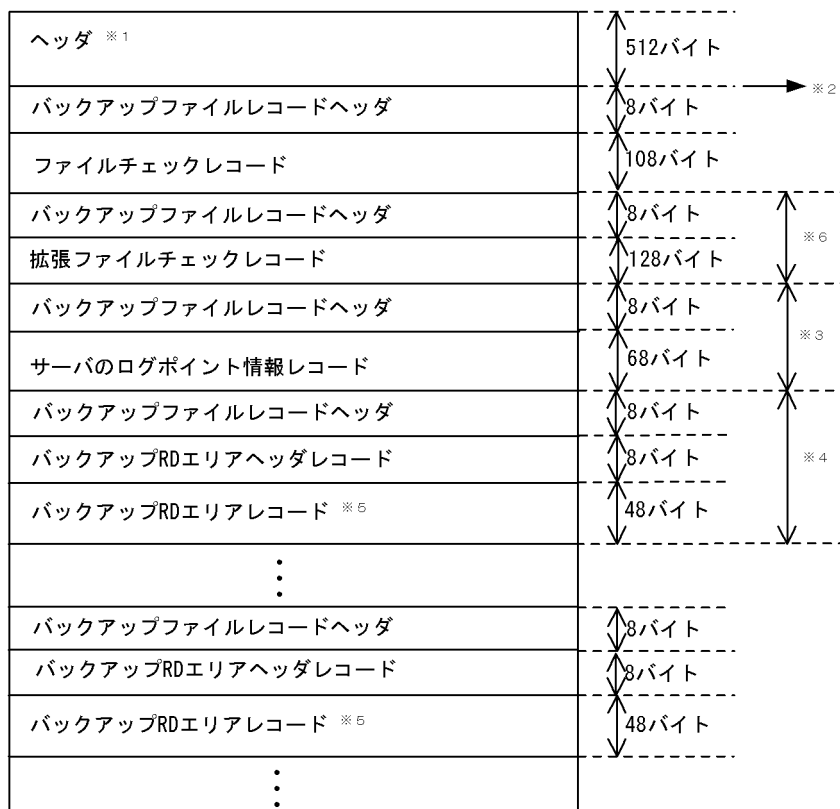 ヘッダ ※1
512バイト
※2
バックアップファイルレコードヘッダ
8バイト
ファイルチェックレコード
108バイト
バックアップファイルレコードヘッダ
8バイト
※6
拡張ファイルチェックレコード
128バイト
バックアップファイルレコードヘッダ
8バイト
※3
サーバのログポイント情報レコード
68バイト
バックアップファイルレコードヘッダ
8バイト
バックアップRDエリアヘッダレコード
8バイト
※4
バックアップRDエリアレコード ※5
48バイト
バックアップファイルレコードヘッダ
8バイト
バックアップRDエリアヘッダレコード
8バイト
バックアップRDエリアレコード ※5
48バイト